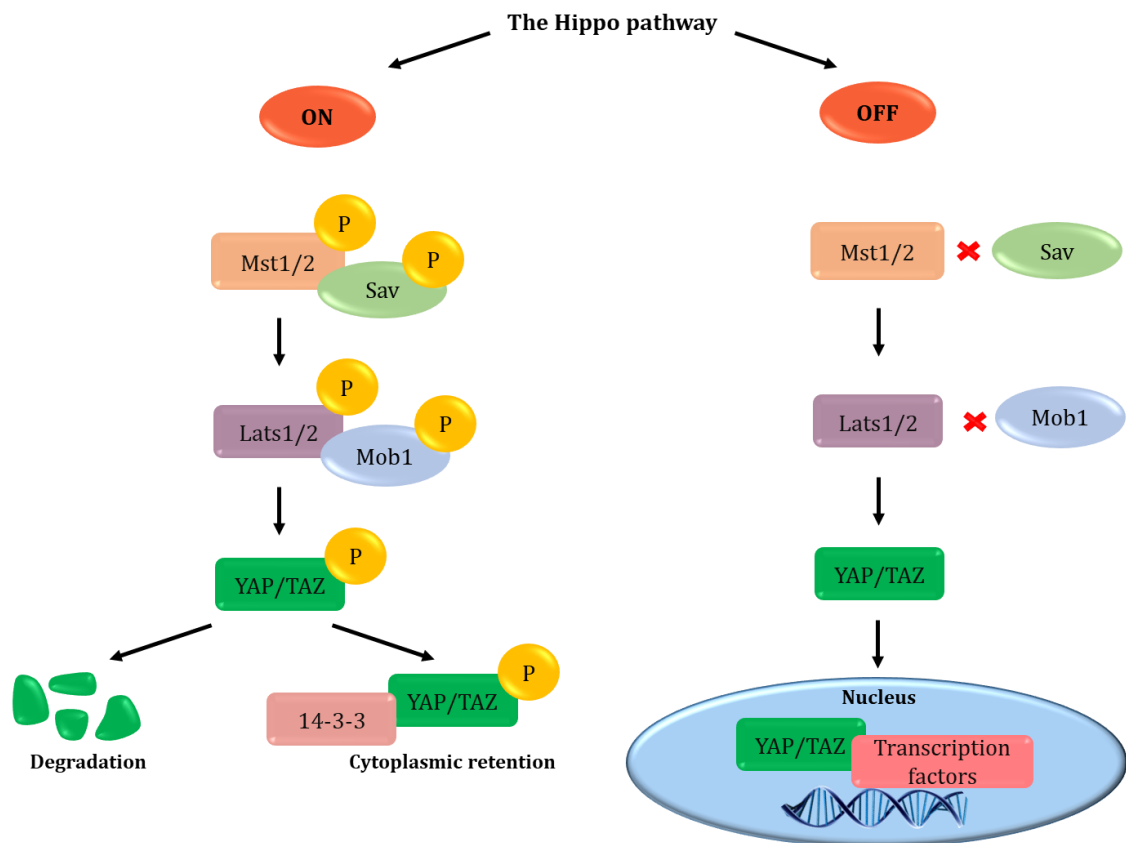 The Hippo pathway
ON
P
Mst1/2
P
Sav
P
Lats1/2
P
Mob1
P
YAP/TAZ
Degradation
P
YAP/TAZ
14-3-3
Cytoplasmic retention
OFF
Mst1/2
Sav
Lats1/2
Mob1
YAP/TAZ
Nucleus
YAP/TAZ
Transcription
factors